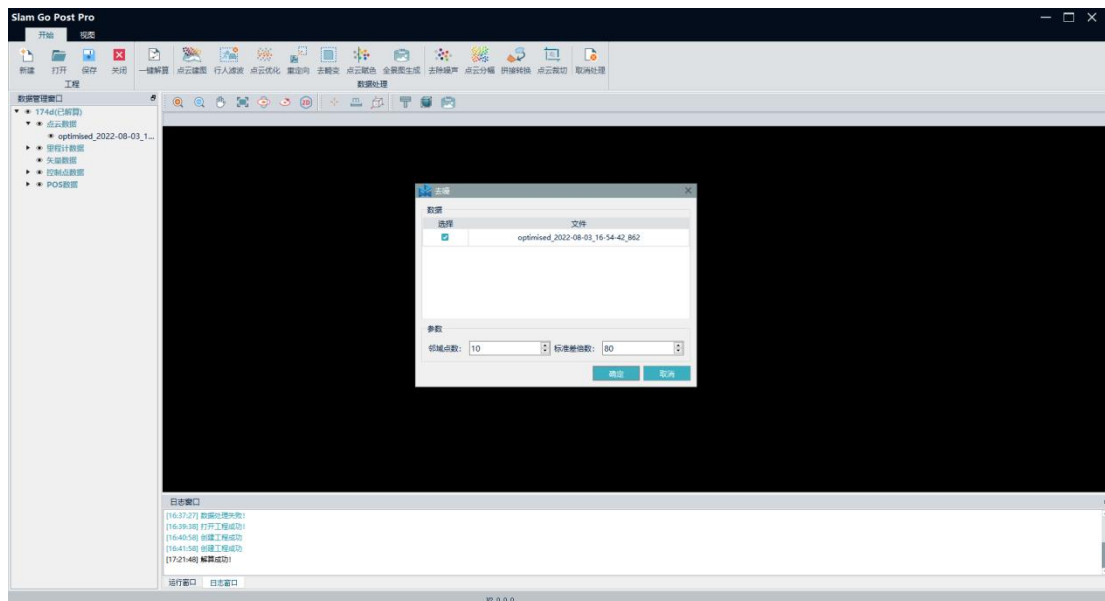 Slam Go Post Pro
开始 视图
新建 打开 保存 关闭 一键解算 点云建图 行人滤波 点云优化 重定向 去畸变 点云赋色 全景图生成 去除噪声 点云分幅 拼接转换 点云裁切 取消处理
工程 数据处理
数据管理窗口
174d(已解算)
点云数据
optimised_2022-08-03_1...
里程计数据
矢量数据
控制点数据
POS数据
去噪
数据
选择 文件
optimised_2022-08-03_16-54-42_862
参数
邻域点数: 10 标准差倍数: 80
确定 取消
日志窗口
[16:37:27] 数据处理失败!
[16:39:38] 打开工程成功!
[16:40:58] 创建工程成功
[16:41:58] 创建工程成功
[17:21:48] 解算成功!
运行窗口 日志窗口